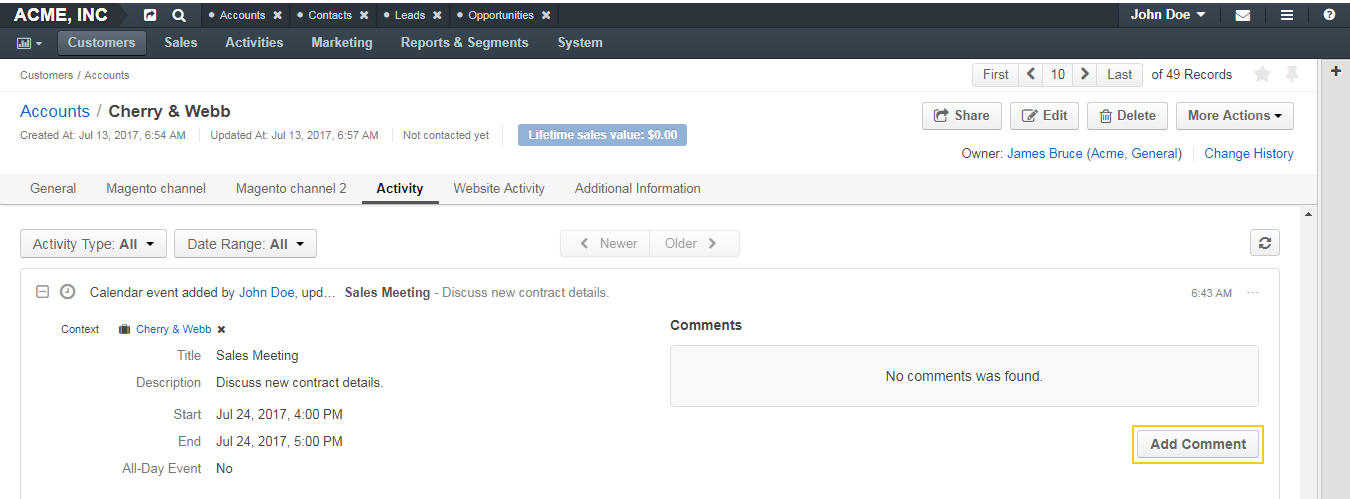 ACME, INC Accounts Contacts Leads Opportunities John Doe
Customers Sales Activities Marketing Reports & Segments System
Customers / Accounts First 10 Last of 49 Records
Accounts / Cherry & Webb Share Edit Delete More Actions
Created At: Jul 13, 2017, 6:54 AM Updated At: Jul 13, 2017, 6:57 AM Not contacted yet Lifetime sales value: $0.00
Owner: James Bruce (Acme, General) Change History
General Magento channel Magento channel 2 Activity Website Activity Additional Information
Activity Type: All Date Range: All Newer Older
Calendar event added by John Doe, upd… Sales Meeting - Discuss new contract details. 6:43 AM ...
Context Cherry & Webb
Title Sales Meeting
Description Discuss new contract details.
Start Jul 24, 2017, 4:00 PM
End Jul 24, 2017, 5:00 PM
All-Day Event No
Comments
No comments was found.
Add Comment